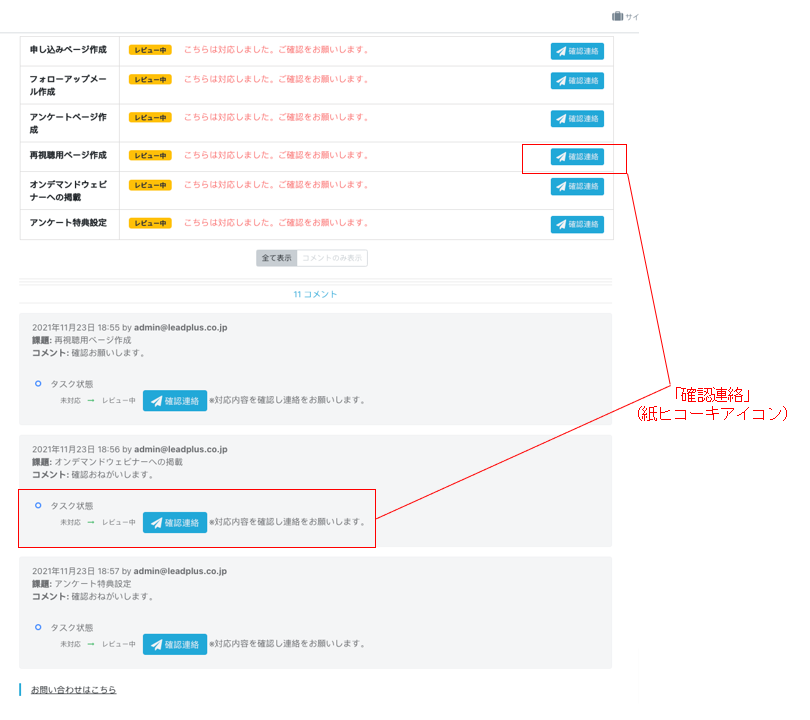 サイ
申し込みページ作成 レビュー中 こちらは対応しました。ご確認をお願いします。 確認連絡
フォローアップメー
ル作成 レビュー中 こちらは対応しました。ご確認をお願いします。 確認連絡
アンケートページ作
成 レビュー中 こちらは対応しました。ご確認をお願いします。 確認連絡
再視聴用ページ作成 レビュー中 こちらは対応しました。ご確認をお願いします。 確認連絡
オンデマンドウェビ
ナーへの掲載 レビュー中 こちらは対応しました。ご確認をお願いします。 確認連絡
アンケート特典設定 レビュー中 こちらは対応しました。ご確認をお願いします。 確認連絡
全て表示 コメントのみ表示
11 コメント
2021年11月23日 18:55 by admin@leadplus.co.jp
課題: 再視聴用ページ作成
コメント: 確認お願いします。
タスク状態
未対応 → レビュー中 確認連絡 ※対応内容を確認し連絡をお願いします。
「確認連絡」
（紙ヒコーキアイコン）
2021年11月23日 18:56 by admin@leadplus.co.jp
課題: オンデマンドウェビナーへの掲載
コメント: 確認おねがいします。
タスク状態
未対応 → レビュー中 確認連絡 ※対応内容を確認し連絡をお願いします。
2021年11月23日 18:57 by admin@leadplus.co.jp
課題: アンケート特典設定
コメント: 確認おねがいします。
タスク状態
未対応 → レビュー中 確認連絡 ※対応内容を確認し連絡をお願いします。
お問い合わせはこちら